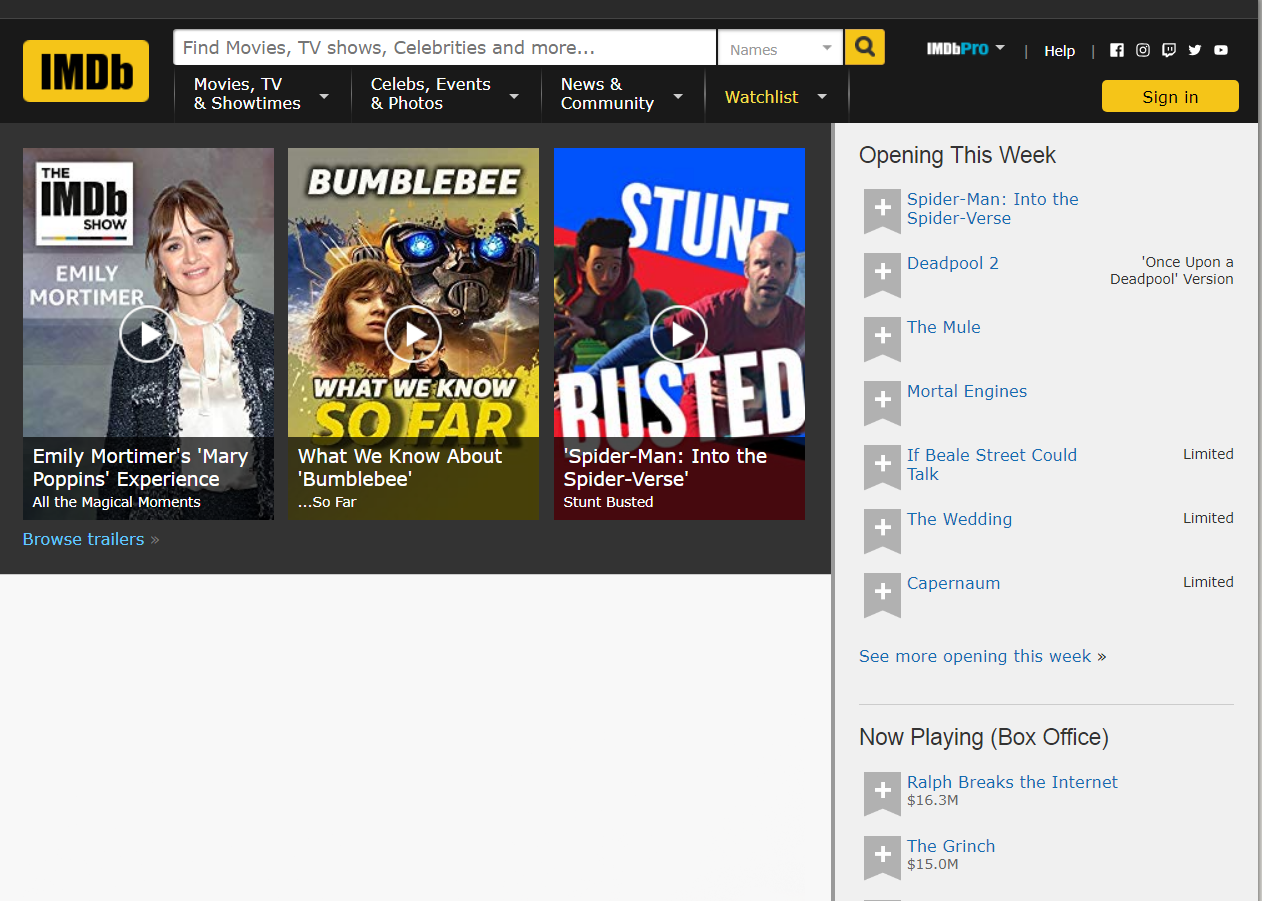 IMDb
Find Movies, TV shows, Celebrities and more...
Names
IMDbPro
|
Help
|
Movies, TV
& Showtimes
Celebs, Events
& Photos
News &
Community
Watchlist
Sign in
THE
IMDb
SHOW
EMILY
MORTIMER
Emily Mortimer's 'Mary
Poppins' Experience
All the Magical Moments
BUMBLEBEE
WHAT WE KNOW
SO FAR
What We Know About
'Bumblebee'
...So Far
STUNT
BUSTED
'Spider-Man: Into the
Spider-Verse'
Stunt Busted
Browse trailers »
Opening This Week
Spider-Man: Into the
Spider-Verse
Deadpool 2
'Once Upon a
Deadpool' Version
The Mule
Mortal Engines
If Beale Street Could
Talk
Limited
The Wedding
Limited
Capernaum
Limited
See more opening this week »
Now Playing (Box Office)
Ralph Breaks the Internet
$16.3M
The Grinch
$15.0M